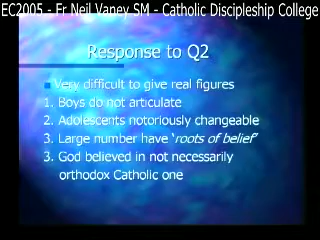 EC2005 - Fr Neil Vaney SM - Catholic Discipleship College
Response to Q2
Very difficult to give real figures
1. Boys do not articulate
2. Adolescents notoriously changeable
3. Large number have ‘roots of belief’
3. God believed in not necessarily
orthodox Catholic one